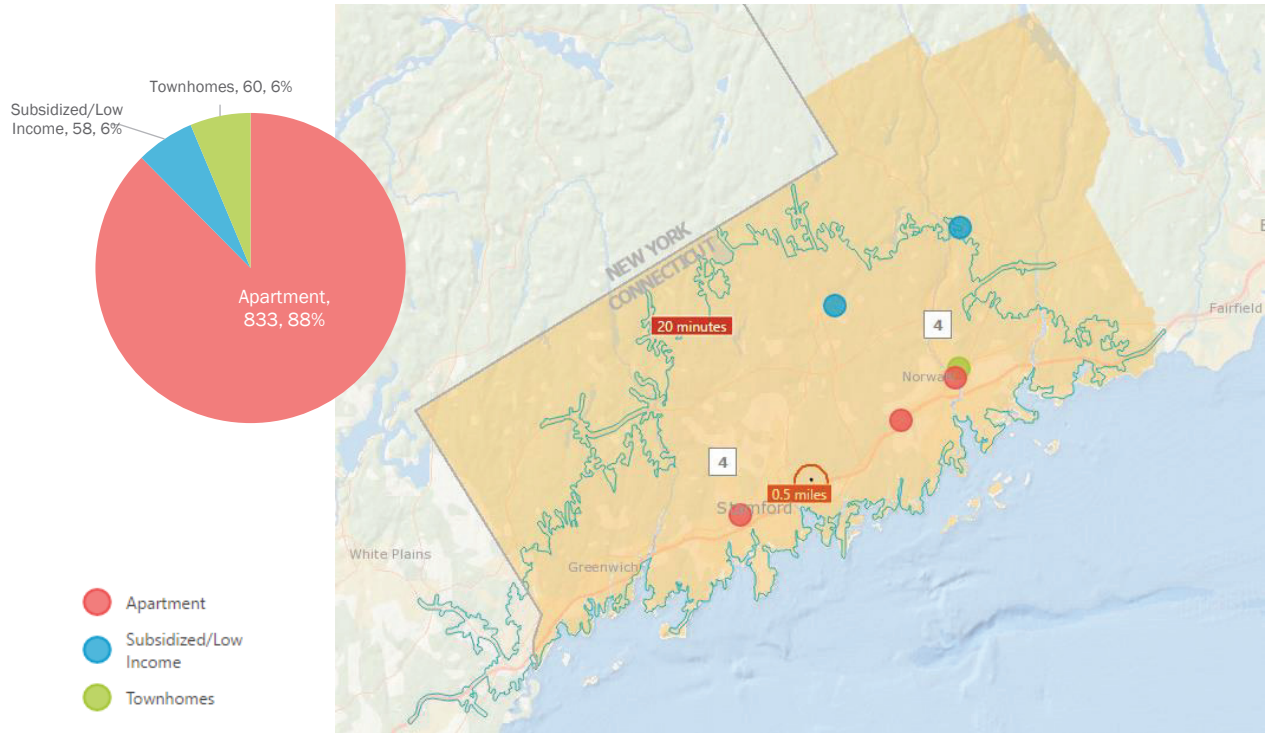 Townhomes, 60, 6%
Subsidized/Low
Income, 58, 6%
Apartment,
833, 88%
Apartment
Subsidized/Low
Income
Townhomes
NEW YORK
CONNECTICUT
20 minutes
4
Fairfield
Norwalk
4
0.5 miles
Stamford
White Plains
Greenwich